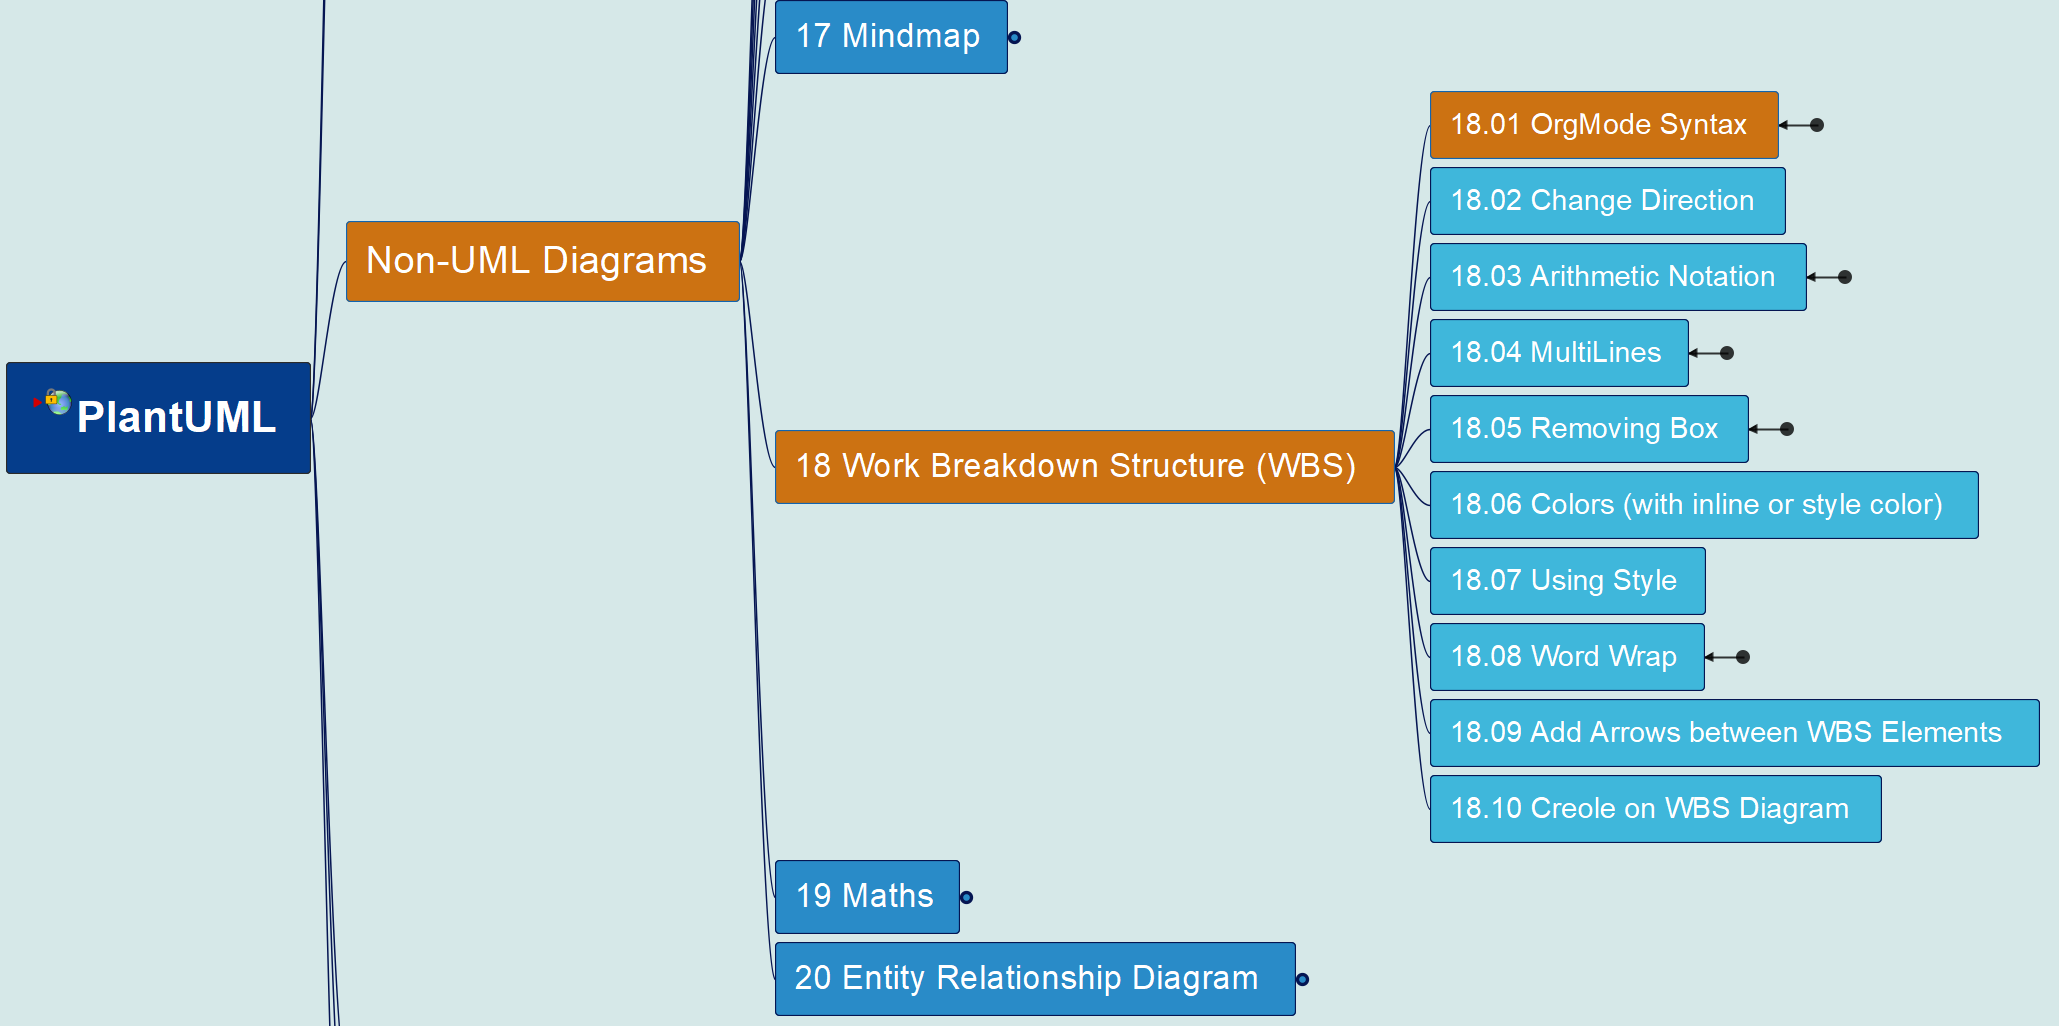 17 Mindmap
18.01 OrgMode Syntax
18.02 Change Direction
Non-UML Diagrams
18.03 Arithmetic Notation
18.04 MultiLines
PlantUML
18.05 Removing Box
18 Work Breakdown Structure (WBS)
18.06 Colors (with inline or style color)
18.07 Using Style
18.08 Word Wrap
18.09 Add Arrows between WBS Elements
18.10 Creole on WBS Diagram
19 Maths
20 Entity Relationship Diagram